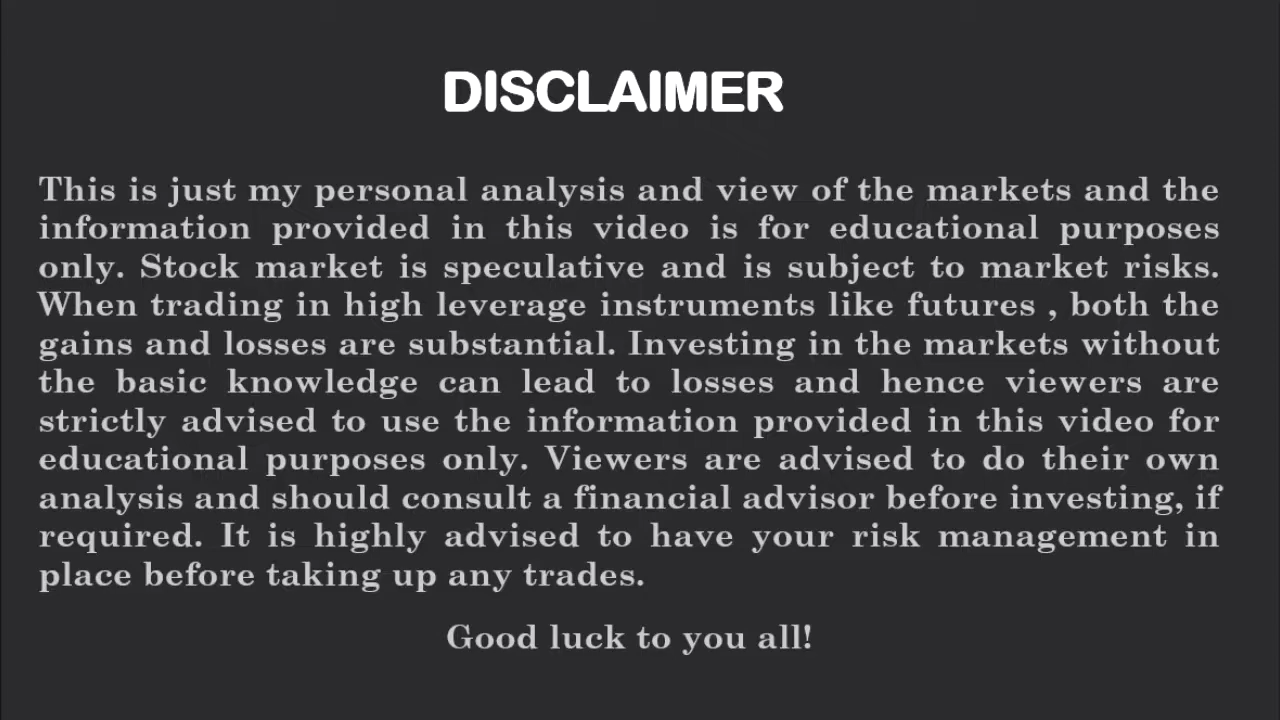 DISCLAIMER
This is just my personal analysis and view of the markets and the
information provided in this video is for educational purposes
only. Stock market is speculative and is subject to market risks.
When trading in high leverage instruments like futures , both the
gains and losses are substantial. Investing in the markets without
the basic knowledge can lead to losses and hence viewers are
strictly advised to use the information provided in this video for
educational purposes only. Viewers are advised to do their own
analysis and should consult a financial advisor before investing, if
required. It is highly advised to have your risk management in
place before taking up any trades.
Good luck to you all!